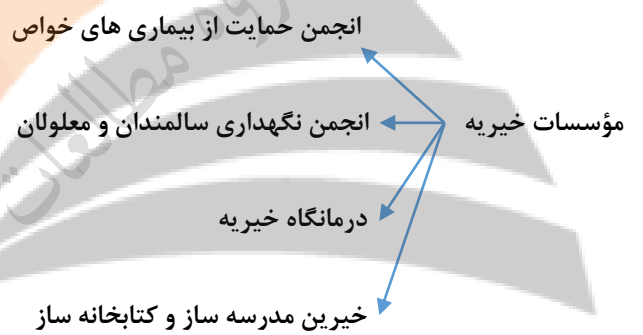 انجمن حمایت از بیماری های خواص
مؤسسات خیریه انجمن نگهداری سالمندان و معلولان
درمانگاه خیریه
خیرین مدرسه ساز و کتابخانه ساز
مطالعات